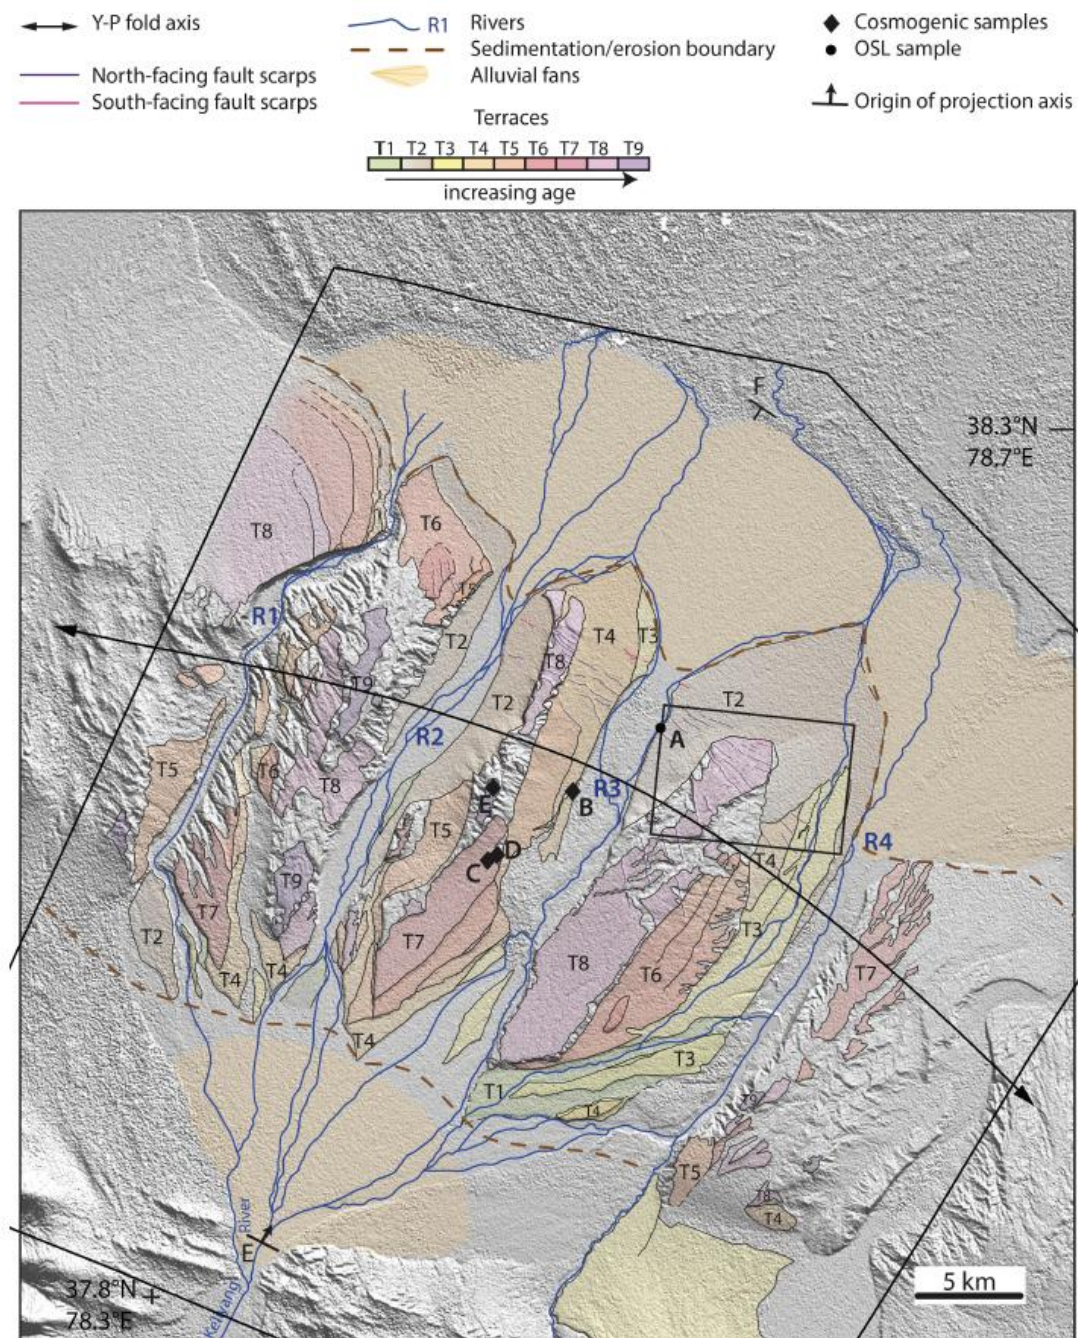 Y-P fold axis
North-facing fault scarps
South-facing fault scarps
R1 Rivers
Sedimentation/erosion boundary
Alluvial fans
Cosmogenic samples
OSL sample
Origin of projection axis
Terraces
T1 T2 T3 T4 T5 T6 T7 T8 T9
increasing age
F
38.3°N
78.7°E
T8
T6
T5
R1
T2
T4
T3
T8
T9
T2
T2
R2
A
T5
T6
T8
E
B
R3
R4
T5
D
C
T4
T9
T7
T2
T7
T3
T8
T6
T7
T4
T4
T4
T1
T3
T4
T9
T5
T8
T4
River
E
Keliyang
37.8°N
78.3°E
5 km